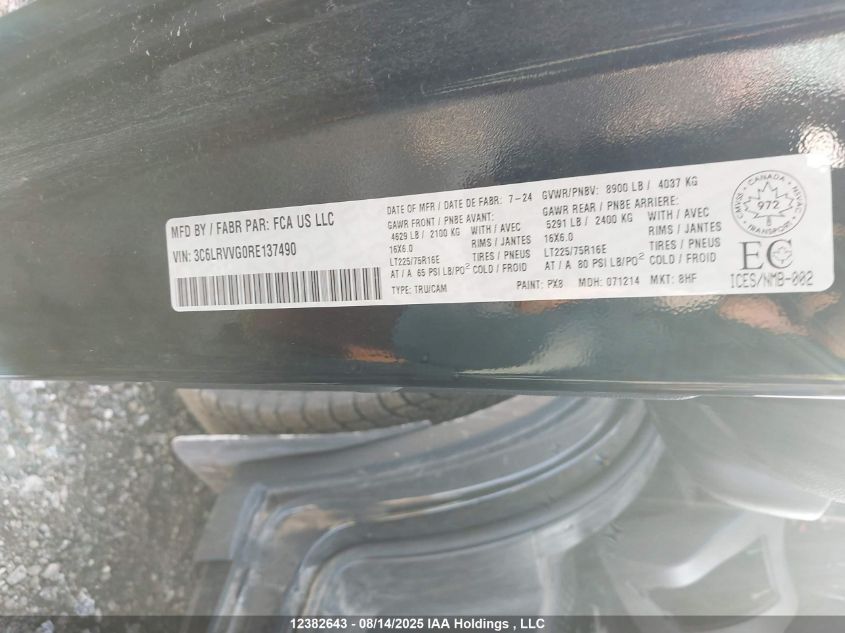 MFD BY / FABR PAR: FCA US LLC
VIN: 3C6LRVVG0RE137490
DATE OF MFR / DATE DE FABR: 7-24
GVWR/PNBV: 8900 LB / 4037 KG
GAWR FRONT / PNBE AVANT:
4629 LB / 2100 KG WITH / AVEC
16X6.0 RIMS / JANTES
LT225/75R16E TIRES / PNEUS
AT / A 65 PSI LB/PO² COLD / FROID
GAWR REAR / PNBE ARRIERE:
5291 LB / 2400 KG WITH / AVEC
16X6.0 RIMS / JANTES
LT225/75R16E TIRES / PNEUS
AT / A 80 PSI LB/PO² COLD / FROID
TYPE: TRU/CAM
PAINT: PX8
MDH: 071214
MKT: 8HF
CANADA
CMVSS
NSVAC
972
TRANSPORT
EC
ICES/NMB-002
12382643 - 08/14/2025 IAA Holdings , LLC